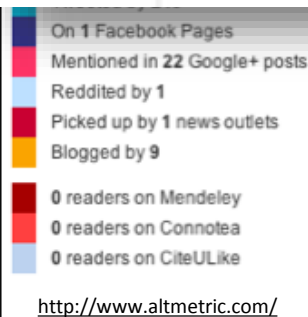 On 1 Facebook Pages
Mentioned in 22 Google+ posts
Reddited by 1
Picked up by 1 news outlets
Blogged by 9
0 readers on Mendeley
0 readers on Connotea
0 readers on CiteULike
http://www.altmetric.com/